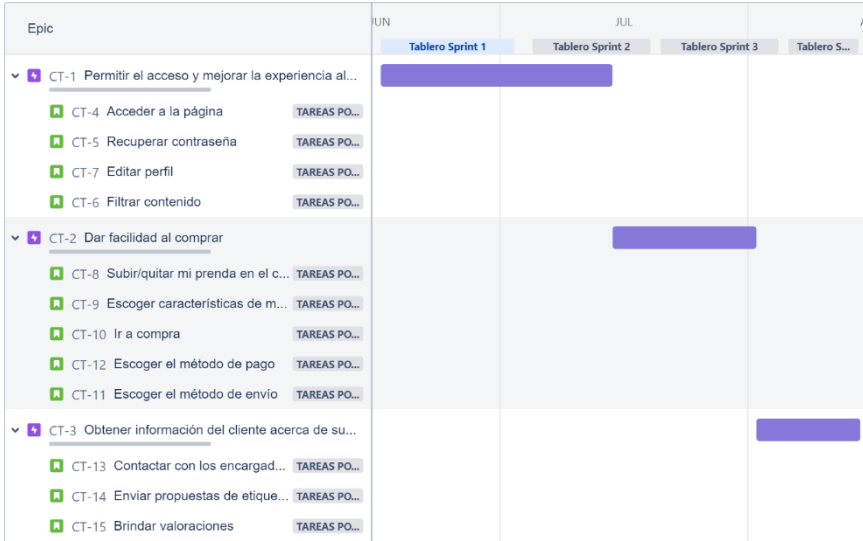 Epic
JUN JUL
Tablero Sprint 1 Tablero Sprint 2 Tablero Sprint 3 Tablero S...
CT-1 Permitir el acceso y mejorar la experiencia al...
CT-4 Acceder a la página TAREAS PO...
CT-5 Recuperar contraseña TAREAS PO...
CT-7 Editar perfil TAREAS PO...
CT-6 Filtrar contenido TAREAS PO...
CT-2 Dar facilidad al comprar
CT-8 Subir/quitar mi prenda en el c... TAREAS PO...
CT-9 Escoger características de m... TAREAS PO...
CT-10 Ir a compra TAREAS PO...
CT-12 Escoger el método de pago TAREAS PO...
CT-11 Escoger el método de envío TAREAS PO...
CT-3 Obtener información del cliente acerca de su...
CT-13 Contactar con los encargad... TAREAS PO...
CT-14 Enviar propuestas de etique... TAREAS PO...
CT-15 Brindar valoraciones TAREAS PO...